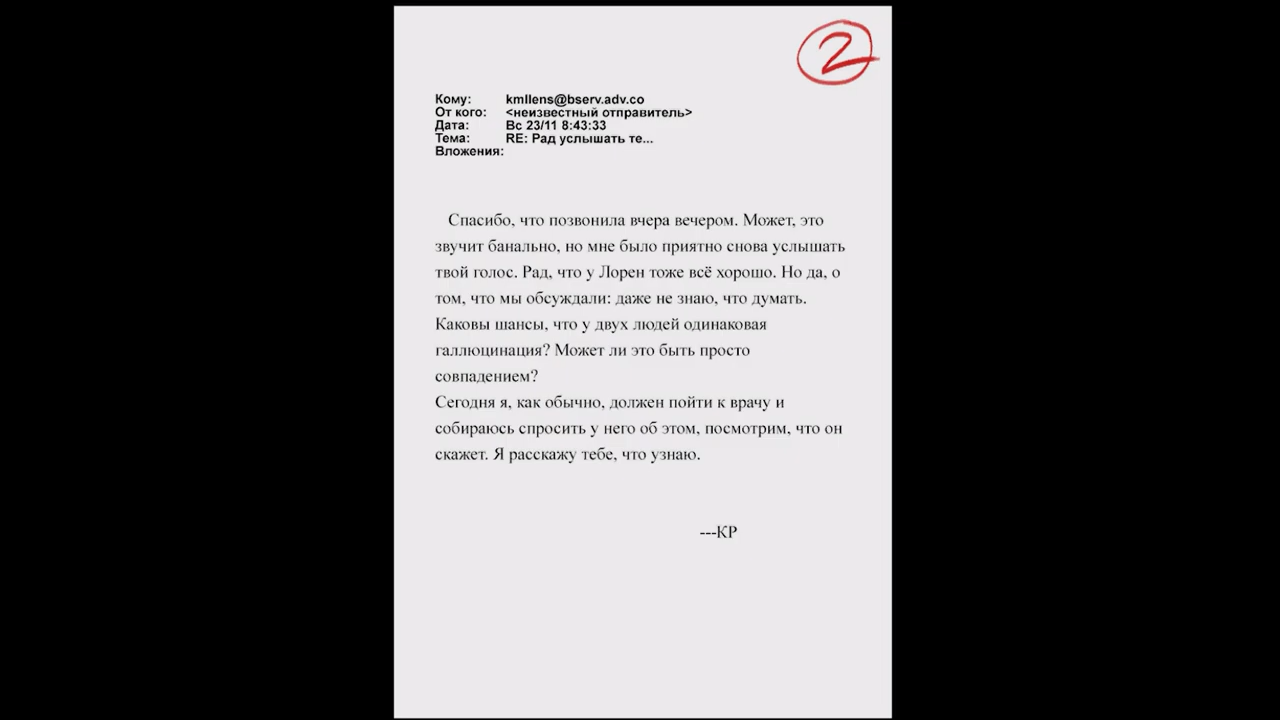 2
Кому: kmllens@bserv.adv.co
От кого: <неизвестный отправитель>
Дата: Вс 23/11 8:43:33
Тема: RE: Рад услышать те...
Вложения:
Спасибо, что позвонила вчера вечером. Может, это
звучит банально, но мне было приятно снова услышать
твой голос. Рад, что у Лорен тоже всё хорошо. Но да, о
том, что мы обсуждали: даже не знаю, что думать.
Каковы шансы, что у двух людей одинаковая
галлюцинация? Может ли это быть просто
совпадением?
Сегодня я, как обычно, должен пойти к врачу и
собираюсь спросить у него об этом, посмотрим, что он
скажет. Я расскажу тебе, что узнаю.
---КР